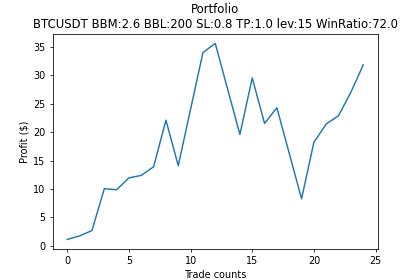 Portfolio
BTCUSDT BBM:2.6 BBL:200 SL:0.8 TP:1.0 lev:15 WinRatio:72.0
35
30
25
20
15
10
5
0
Profit ($)
0 5 10 15 20 25
Trade counts